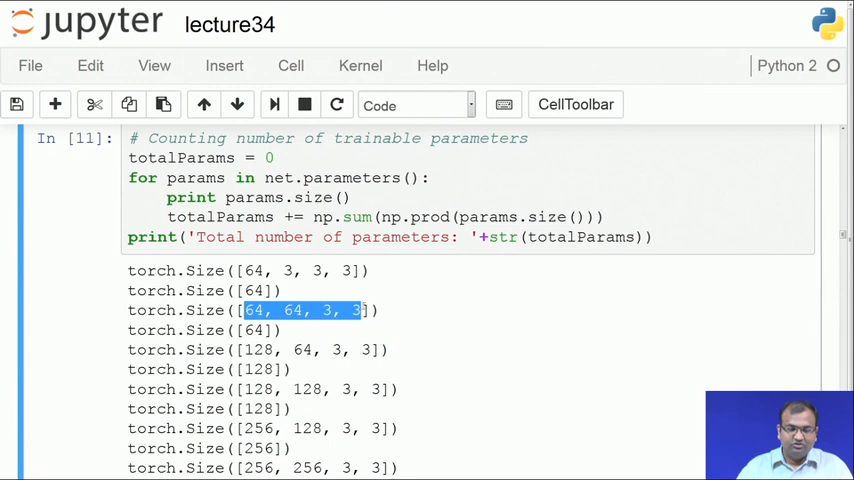 jupyter lecture34
File Edit View Insert Cell Kernel Help Python 2
Code CellToolbar
In [11]: # Counting number of trainable parameters
totalParams = 0
for params in net.parameters():
print params.size()
totalParams += np.sum(np.prod(params.size()))
print('Total number of parameters: '+str(totalParams))
torch.Size([64, 3, 3, 3])
torch.Size([64])
torch.Size([64, 64, 3, 3])
torch.Size([64])
torch.Size([128, 64, 3, 3])
torch.Size([128])
torch.Size([128, 128, 3, 3])
torch.Size([128])
torch.Size([256, 128, 3, 3])
torch.Size([256])
torch.Size([256, 256, 3, 3])